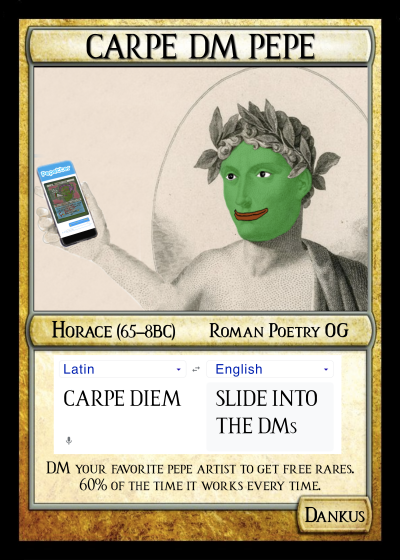 CARPE DM PEPE
HORACE (65–8BC) ROMAN POETRY OG
Latin English
CARPE DIEM SLIDE INTO
THE DMs
DM YOUR FAVORITE PEPE ARTIST TO GET FREE RARES.
60% OF THE TIME IT WORKS EVERY TIME.
DANKUS